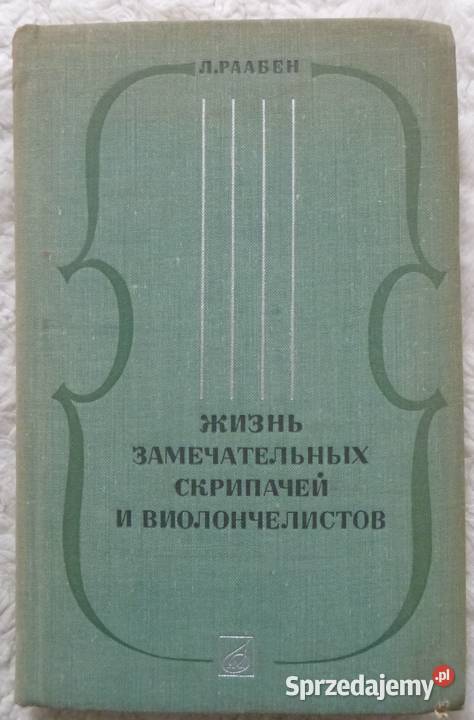 Л.РААБЕН
ЖИЗНЬ
ЗАМЕЧАТЕЛЬНЫХ
СКРИПАЧЕЙ
И ВИОЛОНЧЕЛИСТОВ
Sprzedajemy.pl